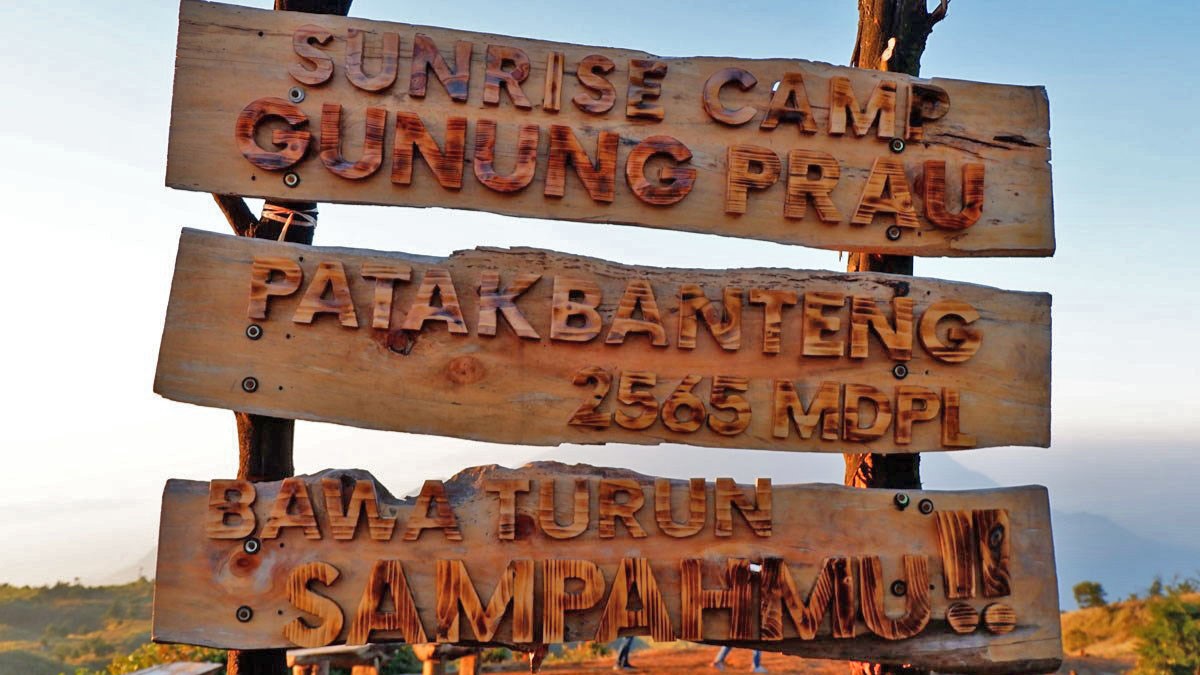 SUNRISE CAMP
GUNUNG PRAU
PATAKBANTENG
2565 MDPL
BAWA TURUN
SAMPAHMU!!